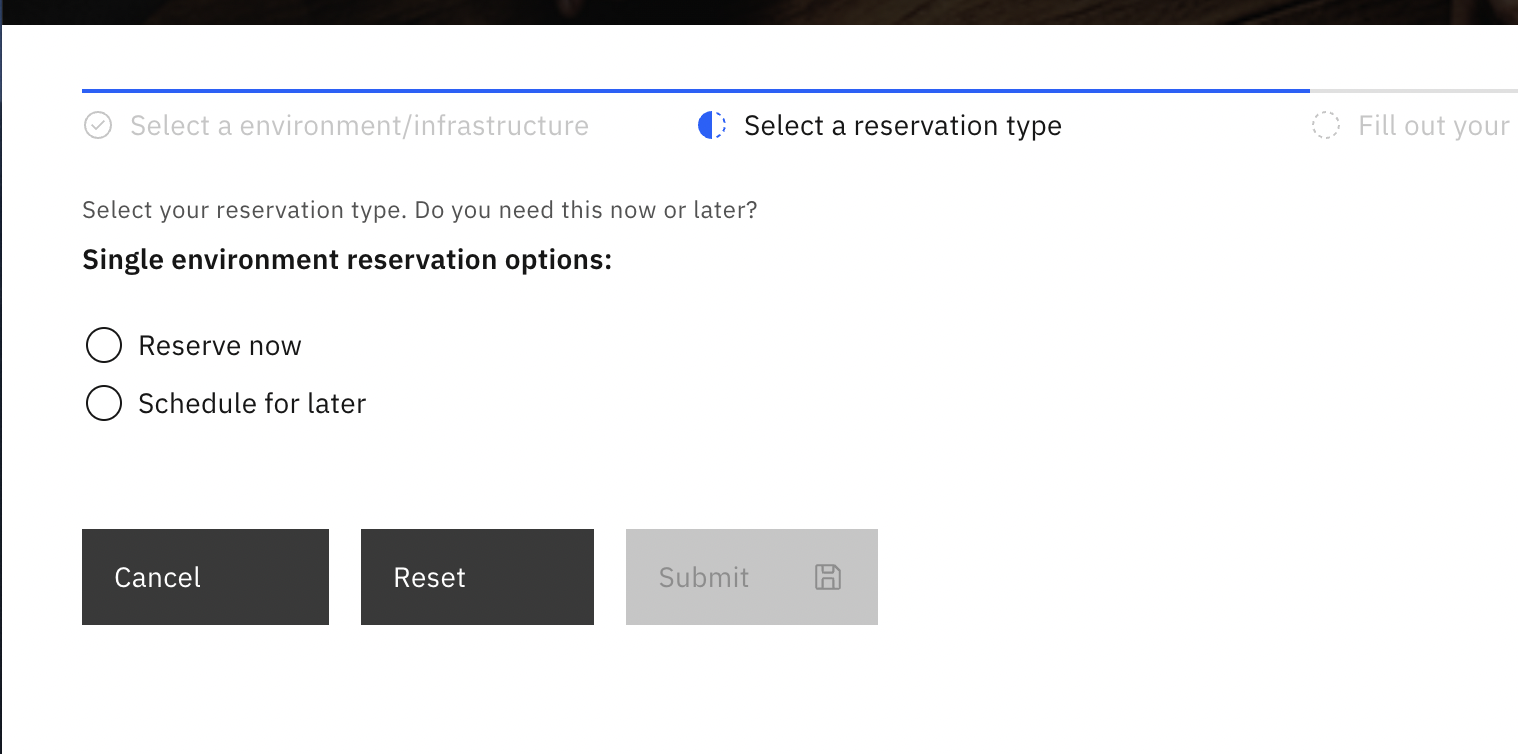 Select a environment/infrastructure
Select a reservation type
Fill out your
Select your reservation type. Do you need this now or later?
Single environment reservation options:
Reserve now
Schedule for later
Cancel
Reset
Submit